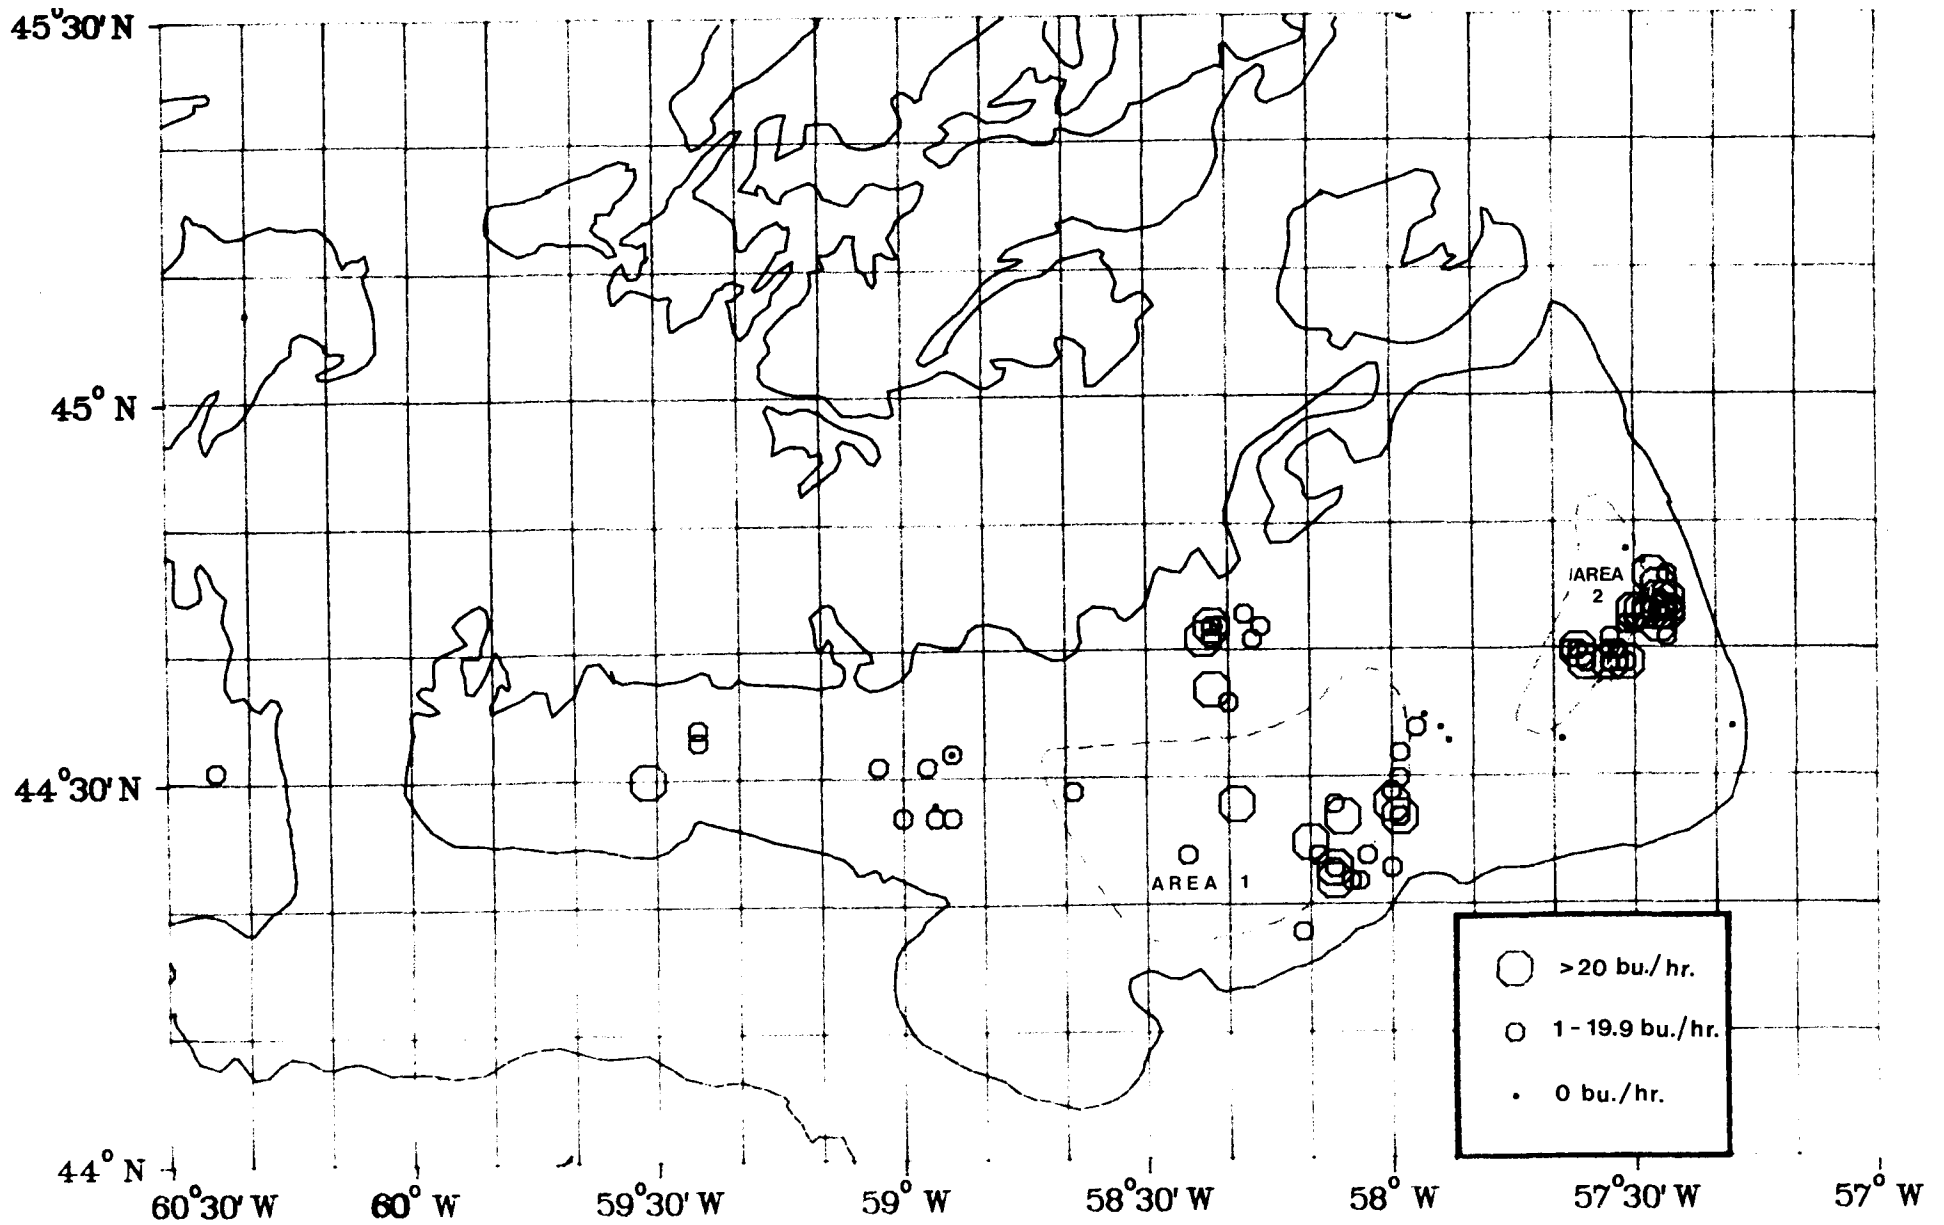 45°30' N
45° N
44°30' N
44° N
AREA
2
AREA 1
>20 bu./hr.
1-19.9 bu./hr.
0 bu./hr.
60°30' W
60° W
59°30' W
59° W
58°30' W
58° W
57°30' W
57° W